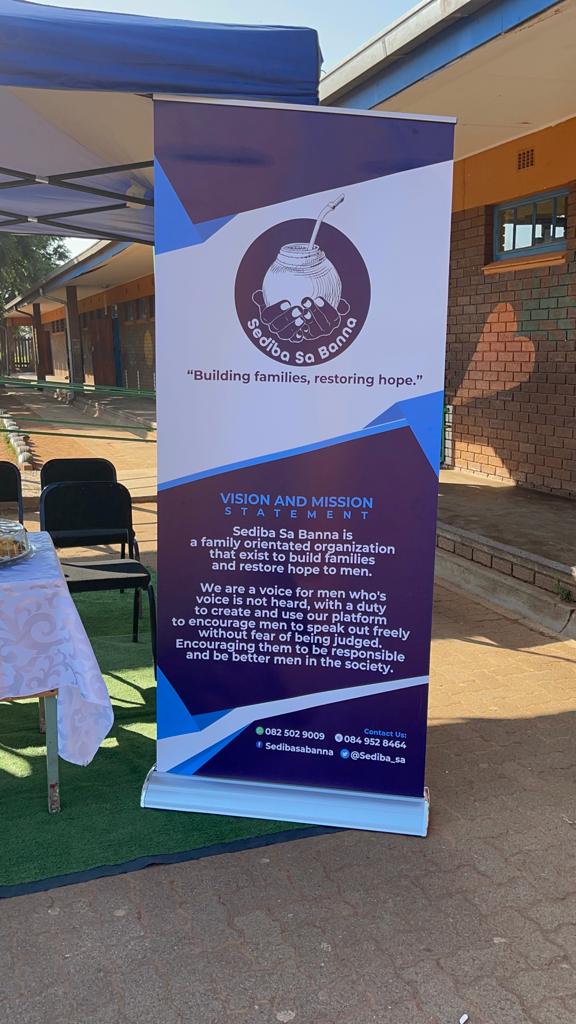 Sediba Sa Banna
“Building families, restoring hope.”
VISION AND MISSION
STATEMENT
Sediba Sa Banna is
a family orientated organization
that exist to build families
and restore hope to men.
We are a voice for men who's
voice is not heard, with a duty
to create and use our platform
to encourage men to speak out freely
without fear of being judged.
Encouraging them to be responsible
and be better men in the society.
Contact Us:
082 502 9009 084 952 8464
Sedibasabanna @Sediba_sa